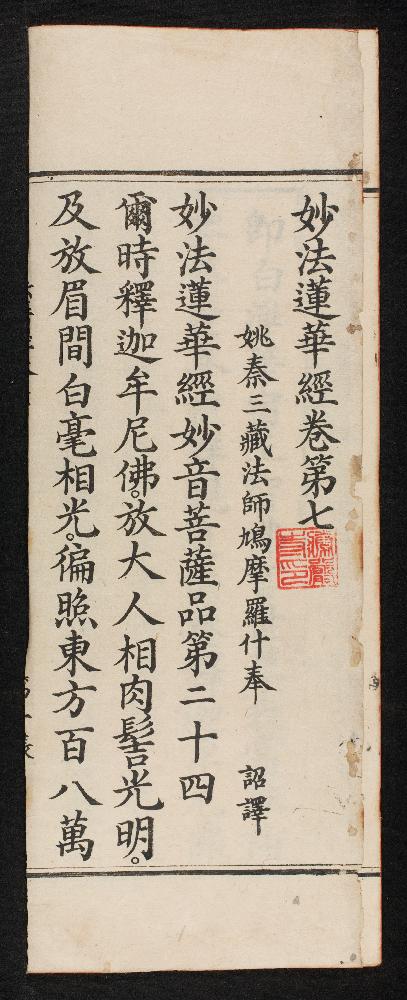 妙法蓮華經卷第七
姚秦三藏法師鳩摩羅什奉　詔譯
妙法蓮華經妙音菩薩品第二十四
爾時釋迦牟尼佛。放大人相肉髻光明。
及放眉間白毫相光。徧照東方百八萬